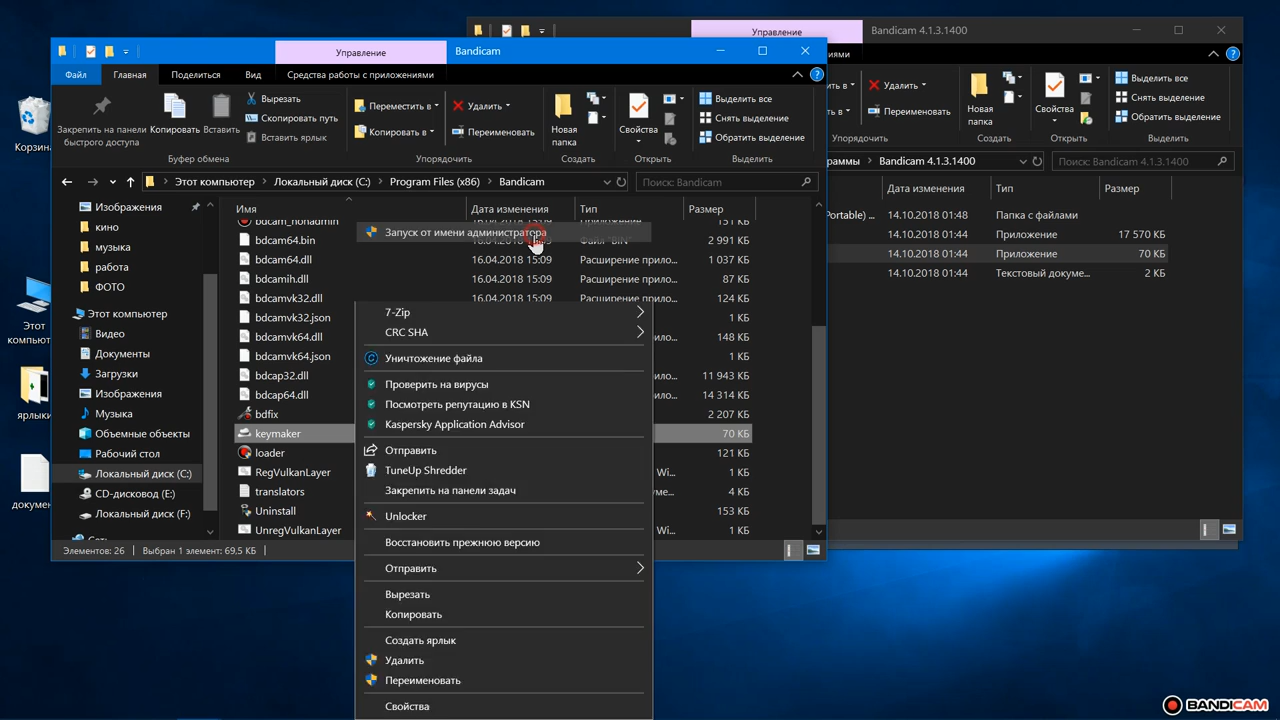 Управление
Bandicam 4.1.3.1400
Управление
Bandicam
Файл
Главная
Поделиться
Вид
Средства работы с приложениями
Закрепить на панели быстрого доступа
Копировать
Вставить
Вырезать
Скопировать путь
Вставить ярлык
Буфер обмена
Переместить в
Копировать в
Удалить
Переименовать
Упорядочить
Новая папка
Создать
Свойства
Открыть
Выделить все
Снять выделение
Обратить выделение
Выделить
Удалить
Переименовать
Упорядочить
Новая папка
Создать
Свойства
Открыть
Выделить все
Снять выделение
Обратить выделение
Выделить
Этот компьютер
Локальный диск (C:)
Program Files (x86)
Bandicam
Поиск: Bandicam
Bandicam 4.1.3.1400
Поиск: Bandicam 4.1.3.1400
Дата изменения
Тип
Размер
14.10.2018 01:48
Папка с файлами
14.10.2018 01:44
Приложение
17 570 КБ
14.10.2018 01:44
Приложение
70 КБ
14.10.2018 01:44
Текстовый докуме...
2 КБ
Изображения
кино
музыка
работа
ФОТО
Этот компьютер
Видео
Документы
Загрузки
Изображения
Музыка
Объемные объекты
Рабочий стол
Локальный диск (C:)
CD-дисковод (E:)
Локальный диск (F:)
Имя
Дата изменения
Тип
Размер
bdcam_nonadmin
151 КБ
bdcam64.bin
2 991 КБ
bdcam64.dll
16.04.2018 15:09
Расширение прило...
1 037 КБ
bdcamih.dll
16.04.2018 15:09
Расширение прило...
87 КБ
bdcamvk32.dll
16.04.2018 15:09
Расширение прило...
124 КБ
bdcamvk32.json
1 КБ
bdcamvk64.dll
148 КБ
bdcamvk64.json
1 КБ
bdcap32.dll
11 943 КБ
bdcap64.dll
14 314 КБ
bdfix
2 207 КБ
keymaker
70 КБ
loader
121 КБ
RegVulkanLayer
1 КБ
translators
4 КБ
Uninstall
153 КБ
UnregVulkanLayer
1 КБ
Запуск от имени администратора
7-Zip
CRC SHA
Уничтожение файла
Проверить на вирусы
Посмотреть репутацию в KSN
Kaspersky Application Advisor
Отправить
TuneUp Shredder
Закрепить на панели задач
Unlocker
Восстановить прежнюю версию
Отправить
Вырезать
Копировать
Создать ярлык
Удалить
Переименовать
Свойства
Элементов: 26
Выбран 1 элемент: 69,5 КБ
BANDICAM